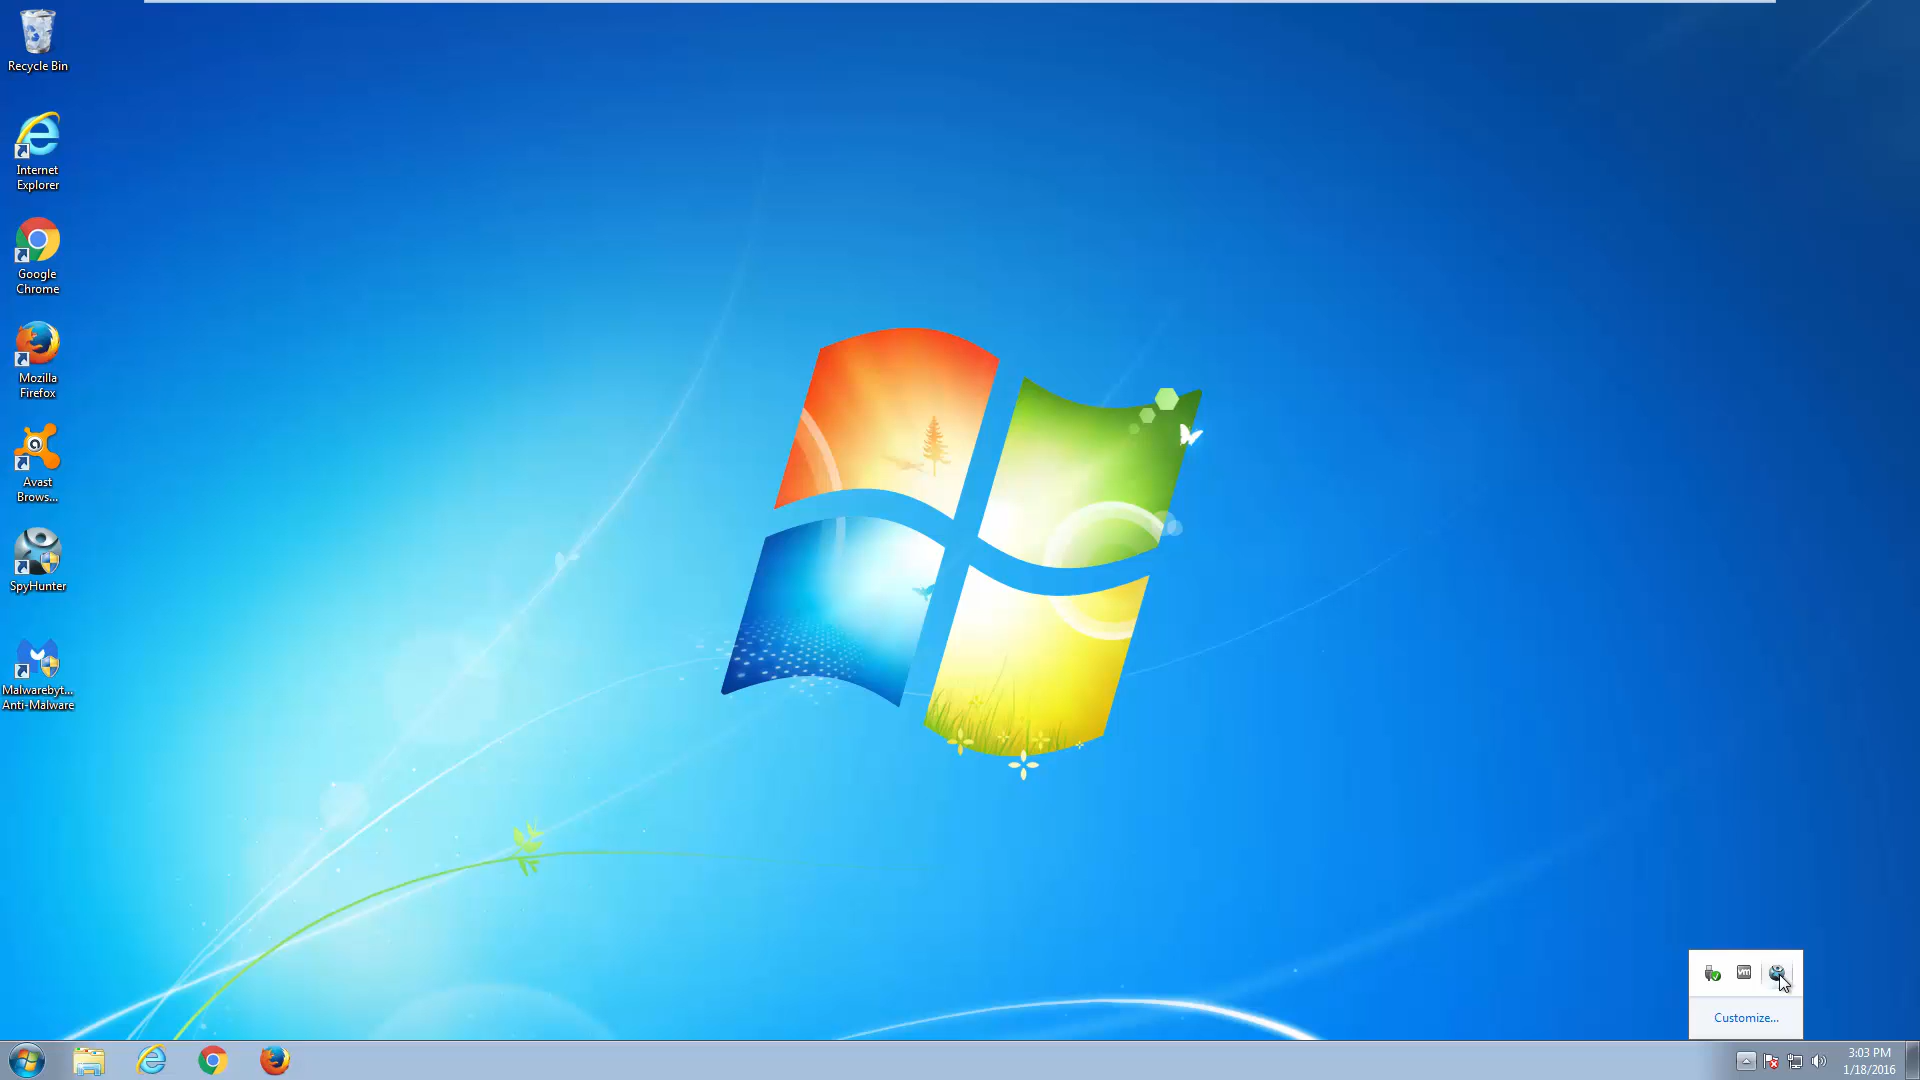 Recycle Bin
Internet
Explorer
Google
Chrome
Mozilla
Firefox
Avast
Brows...
SpyHunter
Malwarebyt...
Anti-Malware
vm
Customize...
3:03 PM
1/18/2016